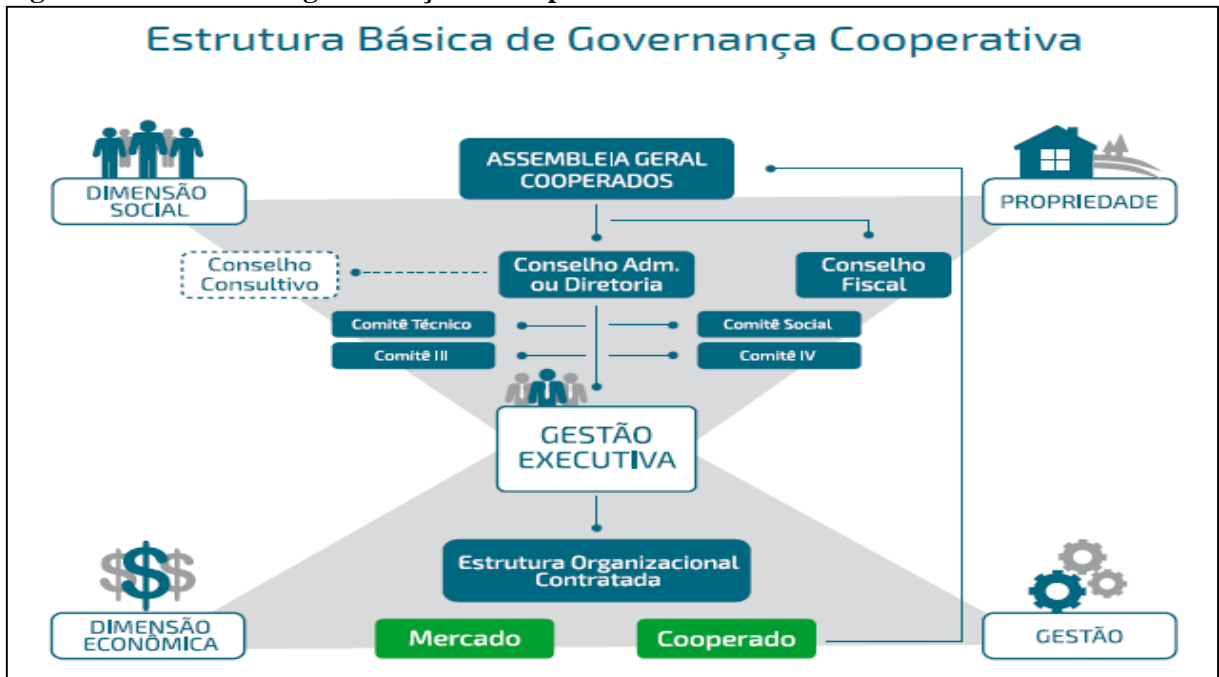 Estrutura Básica de Governança Cooperativa
DIMENSÃO
SOCIAL
ASSEMBLEIA GERAL
COOPERADOS
PROPRIEDADE
Conselho
Consultivo
Conselho Adm.
ou Diretoria
Conselho
Fiscal
Comitê Técnico
Comitê Social
Comitê III
Comitê IV
GESTÃO
EXECUTIVA
Estrutura Organizacional
Contratada
DIMENSÃO
ECONÔMICA
Mercado
Cooperado
GESTÃO